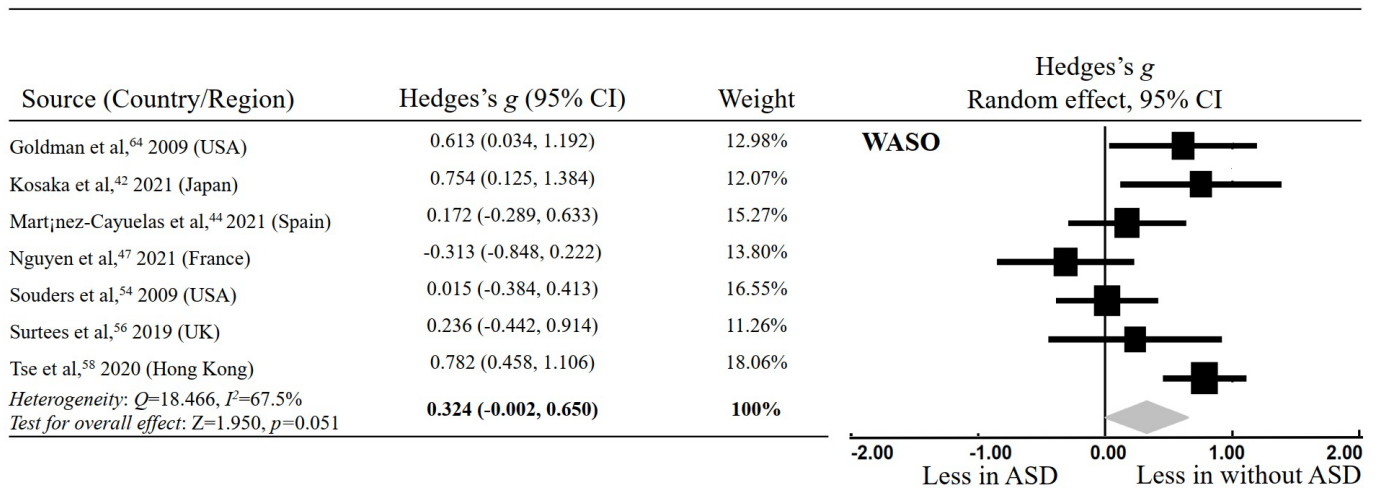 Hedges’s g
Source (Country/Region) Hedges’s g (95% CI) Weight Random effect, 95% CI
Goldman et al,64 2009 (USA) 0.613 (0.034, 1.192) 12.98% WASO
Kosaka et al,42 2021 (Japan) 0.754 (0.125, 1.384) 12.07%
Mart¡nez-Cayuelas et al,44 2021 (Spain) 0.172 (-0.289, 0.633) 15.27%
Nguyen et al,47 2021 (France) -0.313 (-0.848, 0.222) 13.80%
Souders et al,54 2009 (USA) 0.015 (-0.384, 0.413) 16.55%
Surtees et al,56 2019 (UK) 0.236 (-0.442, 0.914) 11.26%
Tse et al,58 2020 (Hong Kong) 0.782 (0.458, 1.106) 18.06%
Heterogeneity: Q=18.466, I2=67.5% 0.324 (-0.002, 0.650) 100%
Test for overall effect: Z=1.950, p=0.051
-2.00 -1.00 0.00 1.00 2.00
Less in ASD Less in without ASD